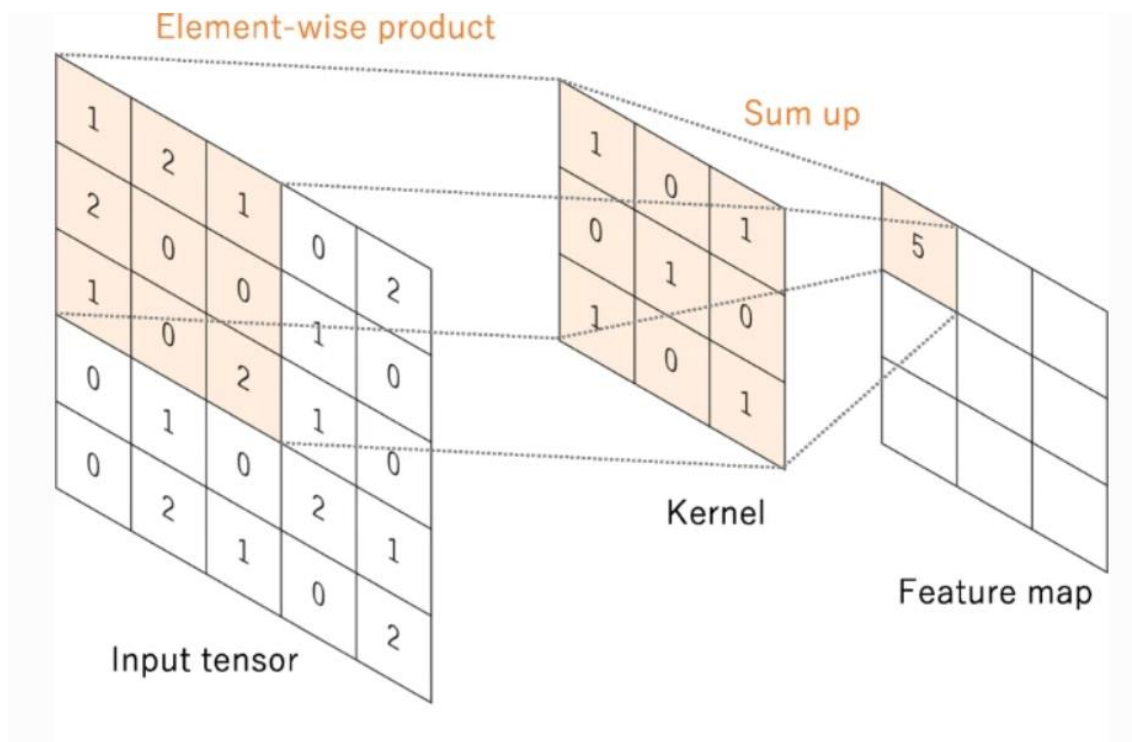 Element-wise product
Sum up
1 2 1 0 2
2 0 0 1 0
1 0 2 1 0
0 1 0 2 1
0 2 1 0 2
Input tensor
1 0 1
0 1 0
1 0 1
Kernel
5
Feature map